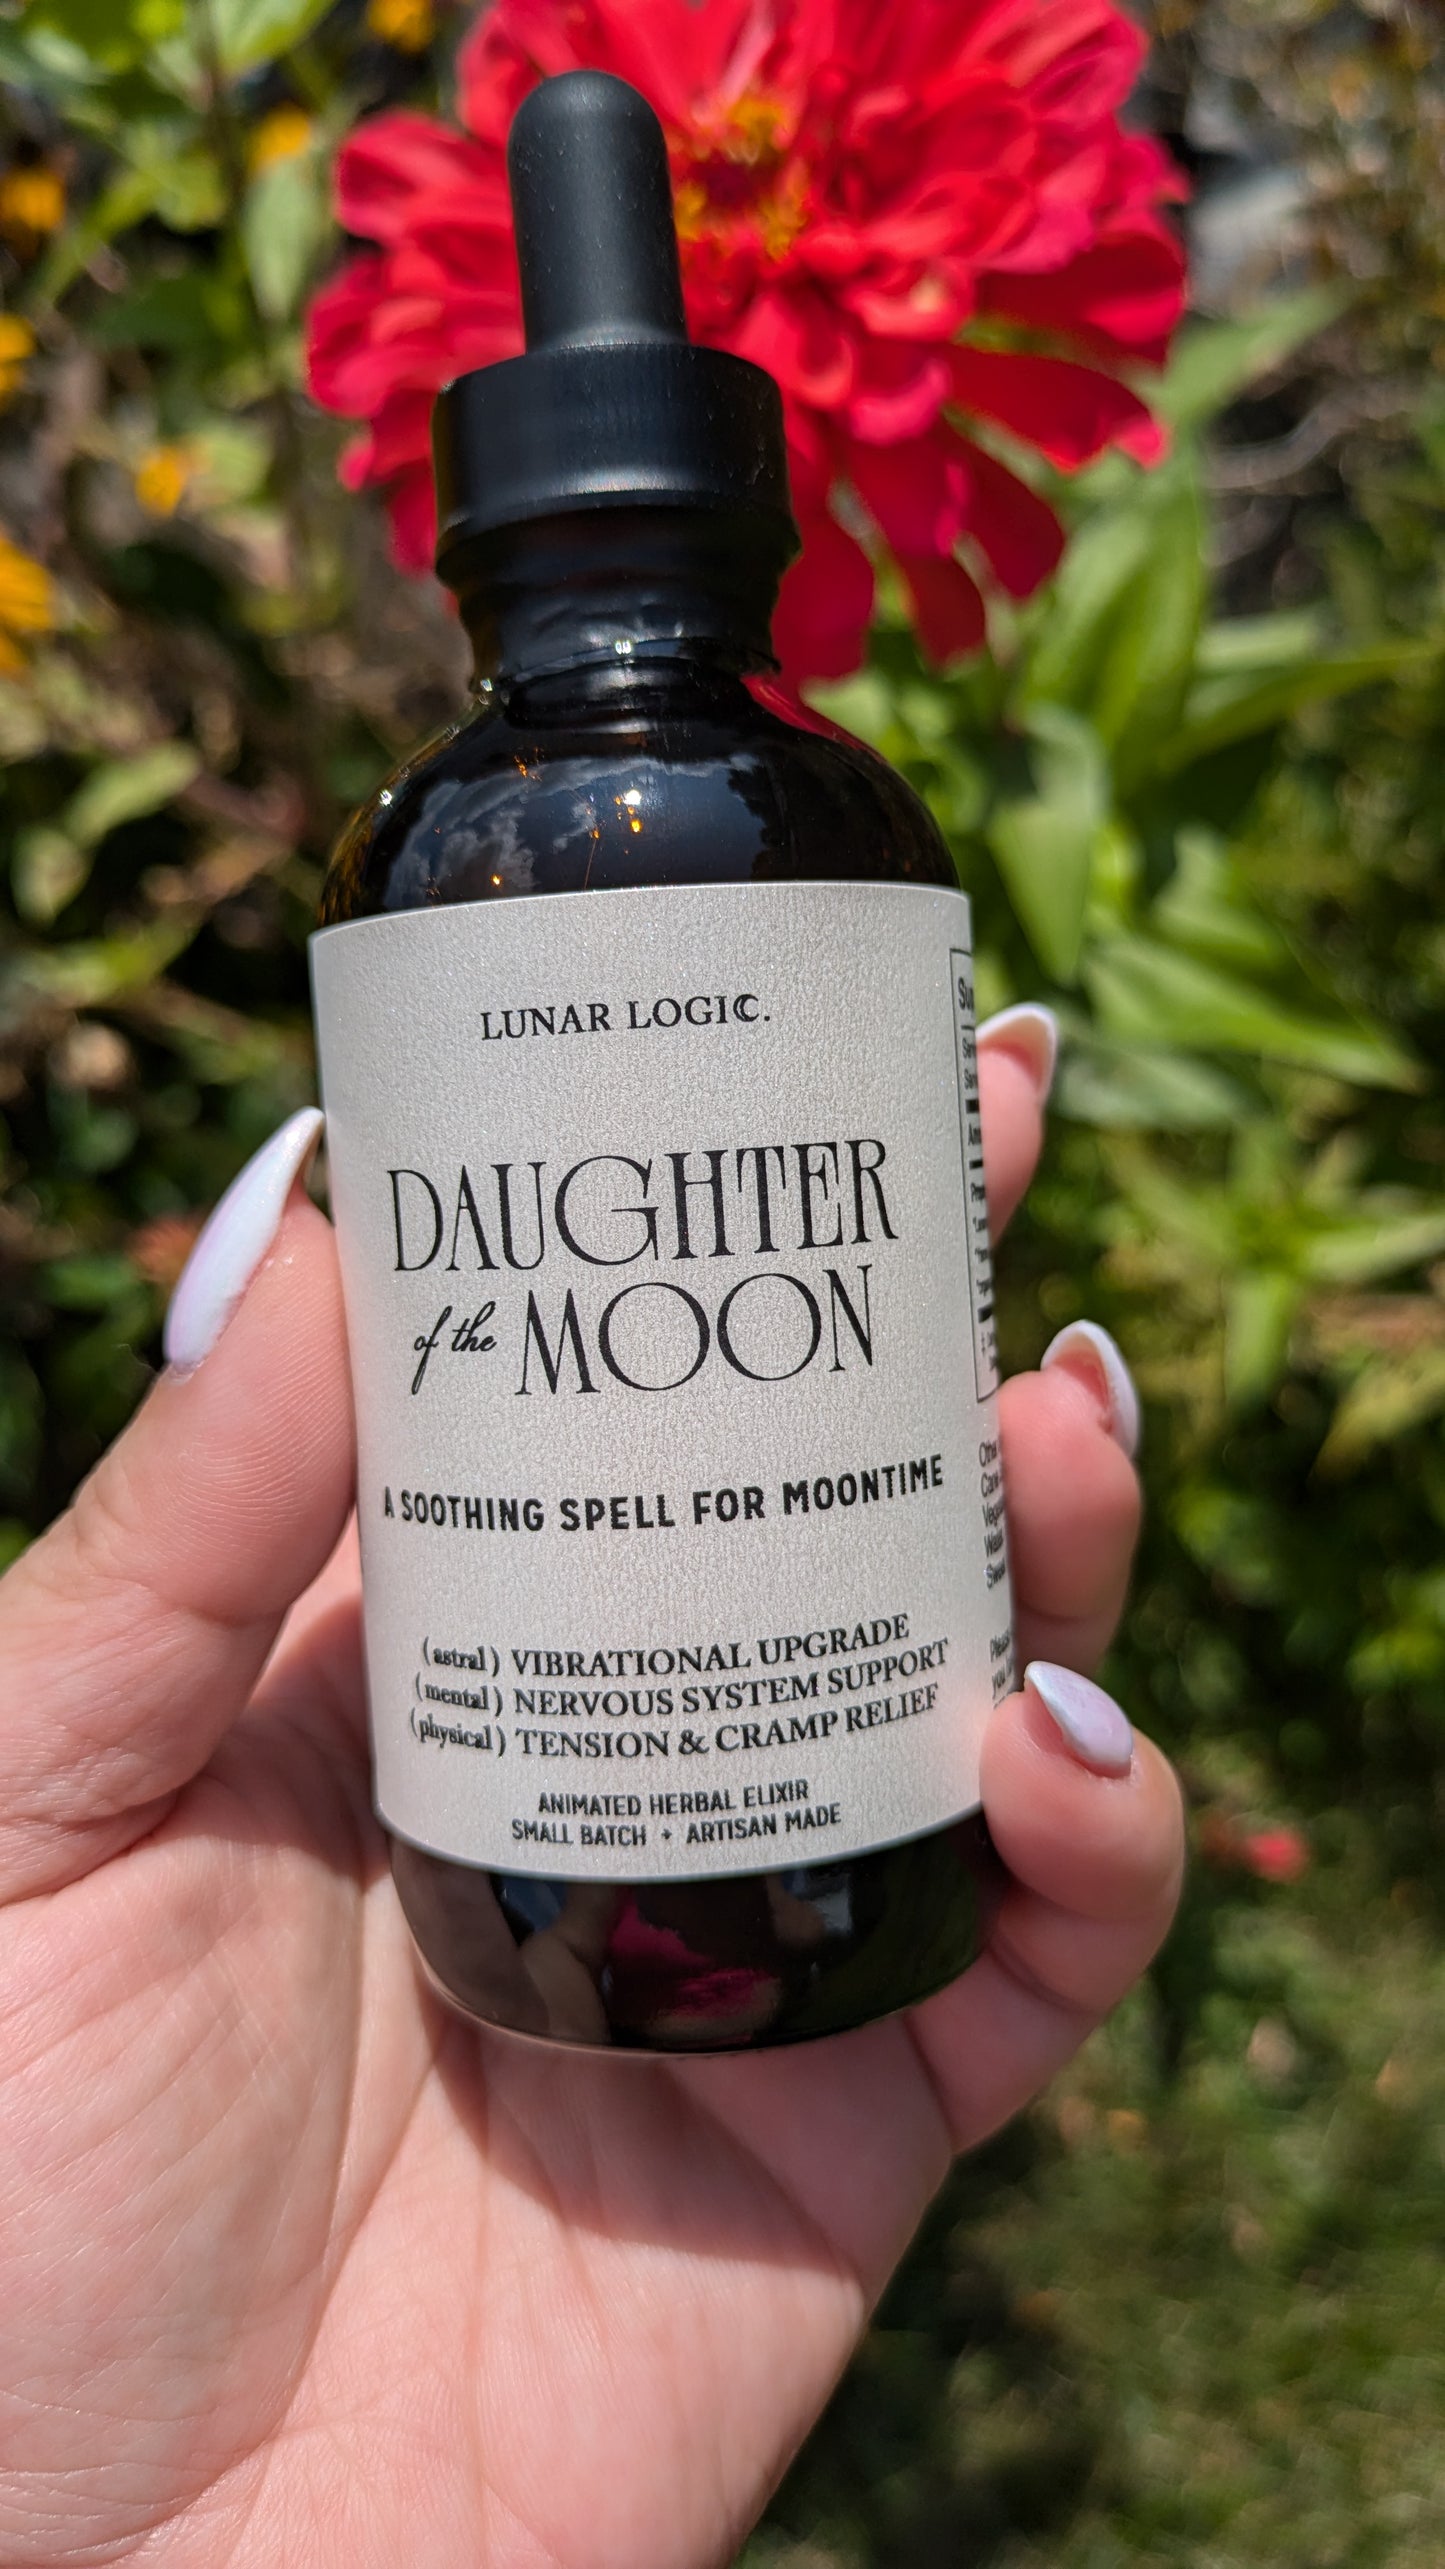 LUNAR LOGIC.
DAUGHTER
of the MOON
A SOOTHING SPELL FOR MOONTIME
(astral) VIBRATIONAL UPGRADE
(mental) NERVOUS SYSTEM SUPPORT
(physical) TENSION & CRAMP RELIEF
ANIMATED HERBAL ELIXIR
SMALL BATCH + ARTISAN MADE